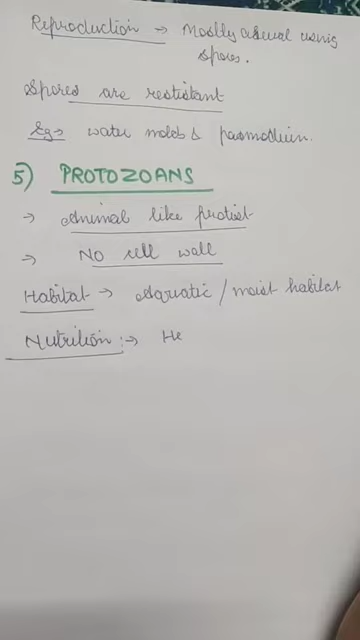 Reproduction → Mostly asexual using
spores.
Spores are resistant
Eg→ water molds &
5) PROTOZOANS
→ Animal like protist
→ No cell wall
Habitat → Aquatic / moist habitat
Nutrition :→ He